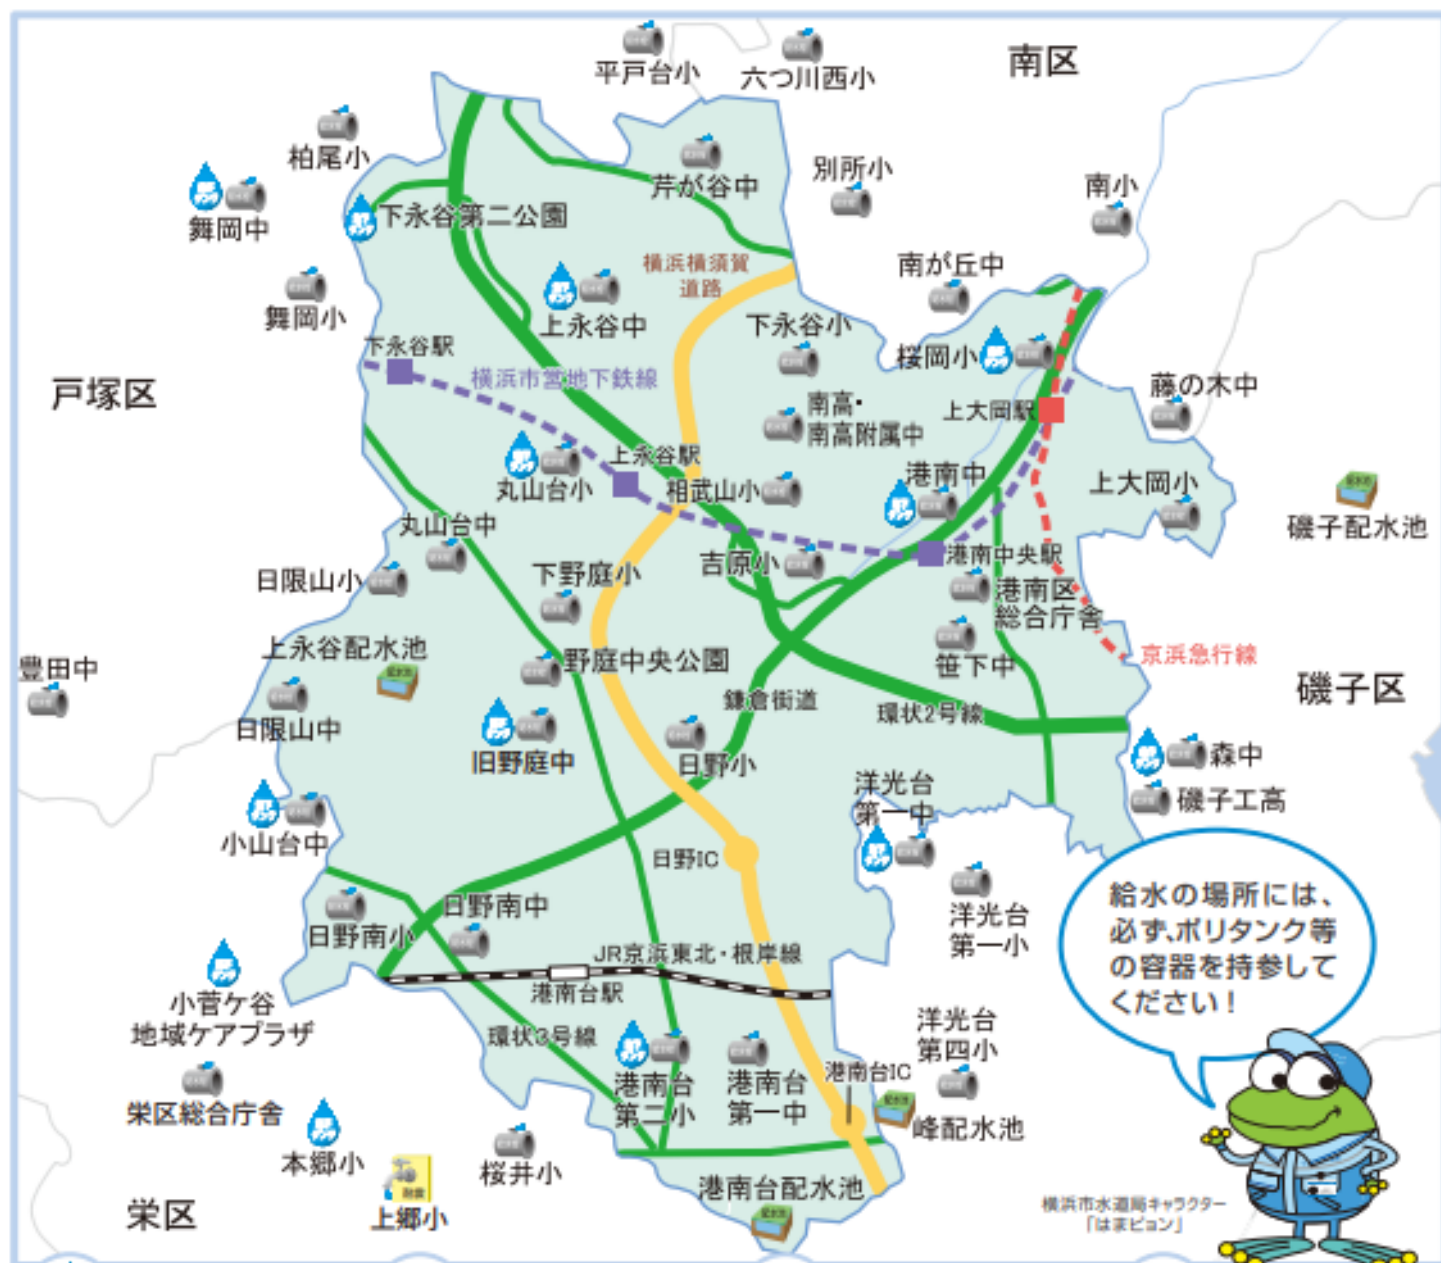 平戸台小
六つ川西小
南区
柏尾小
舞岡中
下永谷第二公園
芹が谷中
別所小
南小
舞岡小
上永谷中
横浜横須賀
道路
南が丘中
下永谷駅
下永谷小
桜岡小
戸塚区
横浜市営地下鉄線
南高・
南高附属中
上大岡駅
藤の木中
丸山台小
上永谷駅
相武山小
港南中
上大岡小
磯子配水池
丸山台中
日限山小
下野庭小
吉原小
港南中央駅
港南区
総合庁舎
上永谷配水池
野庭中央公園
笹下中
京浜急行線
豊田中
日限山中
鎌倉街道
環状2号線
磯子区
旧野庭中
日野小
森中
磯子工高
洋光台
第一中
小山台中
日野IC
日野南小
日野南中
洋光台
第一小
給水の場所には、
必ず、ポリタンク等
の容器を持参して
ください！
JR京浜東北・根岸線
港南台駅
小菅ケ谷
地域ケアプラザ
環状3号線
洋光台
第四小
港南台
第二小
港南台
第一中
港南台IC
栄区総合庁舎
峰配水池
本郷小
桜井小
上郷小
栄区
港南台配水池
横浜市水道局キャラクター
「はまピョン」